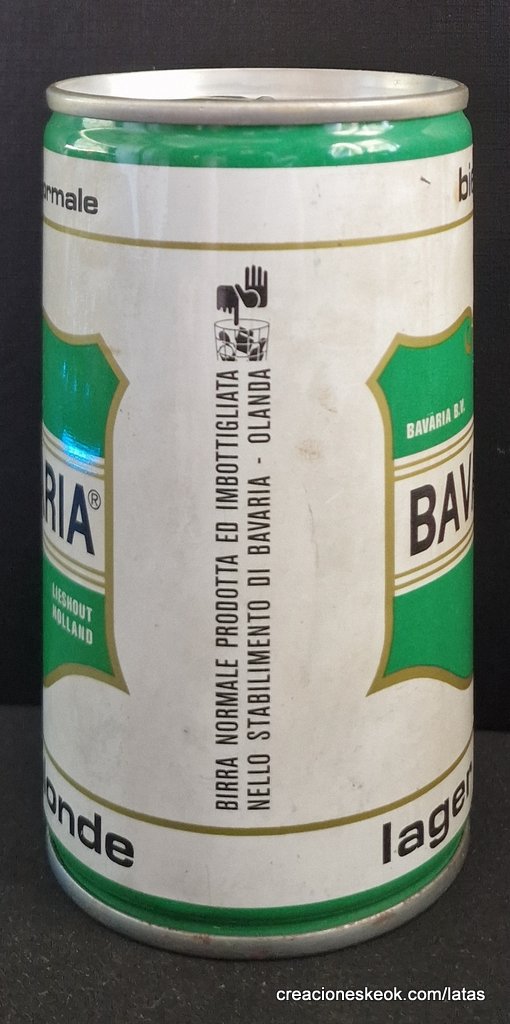 ormale
bie
BIRRA NORMALE PRODOTTA ED IMBOTTIGLIATA
NELLO STABILIMENTO DI BAVARIA - OLANDA
RIA®
LIESHOUT
HOLLAND
BAVARIA B.V.
BAV
onde
lager
creacioneskeok.com/latas